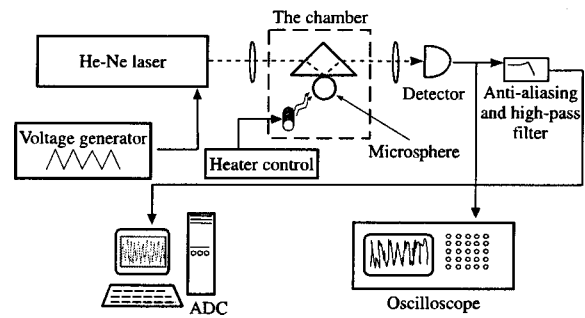 The chamber
He-Ne laser
Detector
Anti-aliasing
and high-pass
filter
Voltage generator
Heater control
Microsphere
ADC
Oscilloscope